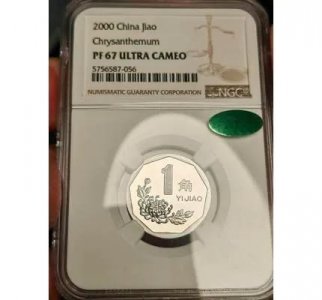 2000 China Jiao
Chrysanthemum
PF 67 ULTRA CAMEO
5756587-056
NUMISMATIC GUARANTY CORPORATION
NGC
1 角
YI JIAO